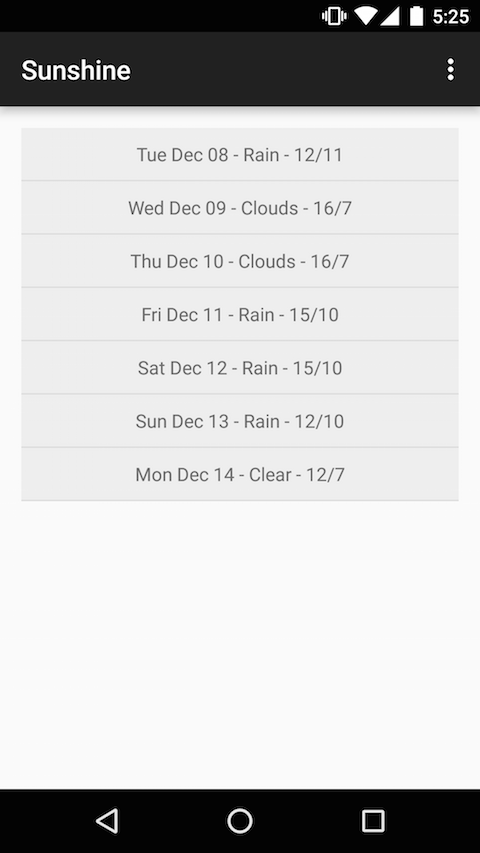 5:25
Sunshine
Tue Dec 08 - Rain - 12/11
Wed Dec 09 - Clouds - 16/7
Thu Dec 10 - Clouds - 16/7
Fri Dec 11 - Rain - 15/10
Sat Dec 12 - Rain - 15/10
Sun Dec 13 - Rain - 12/10
Mon Dec 14 - Clear - 12/7